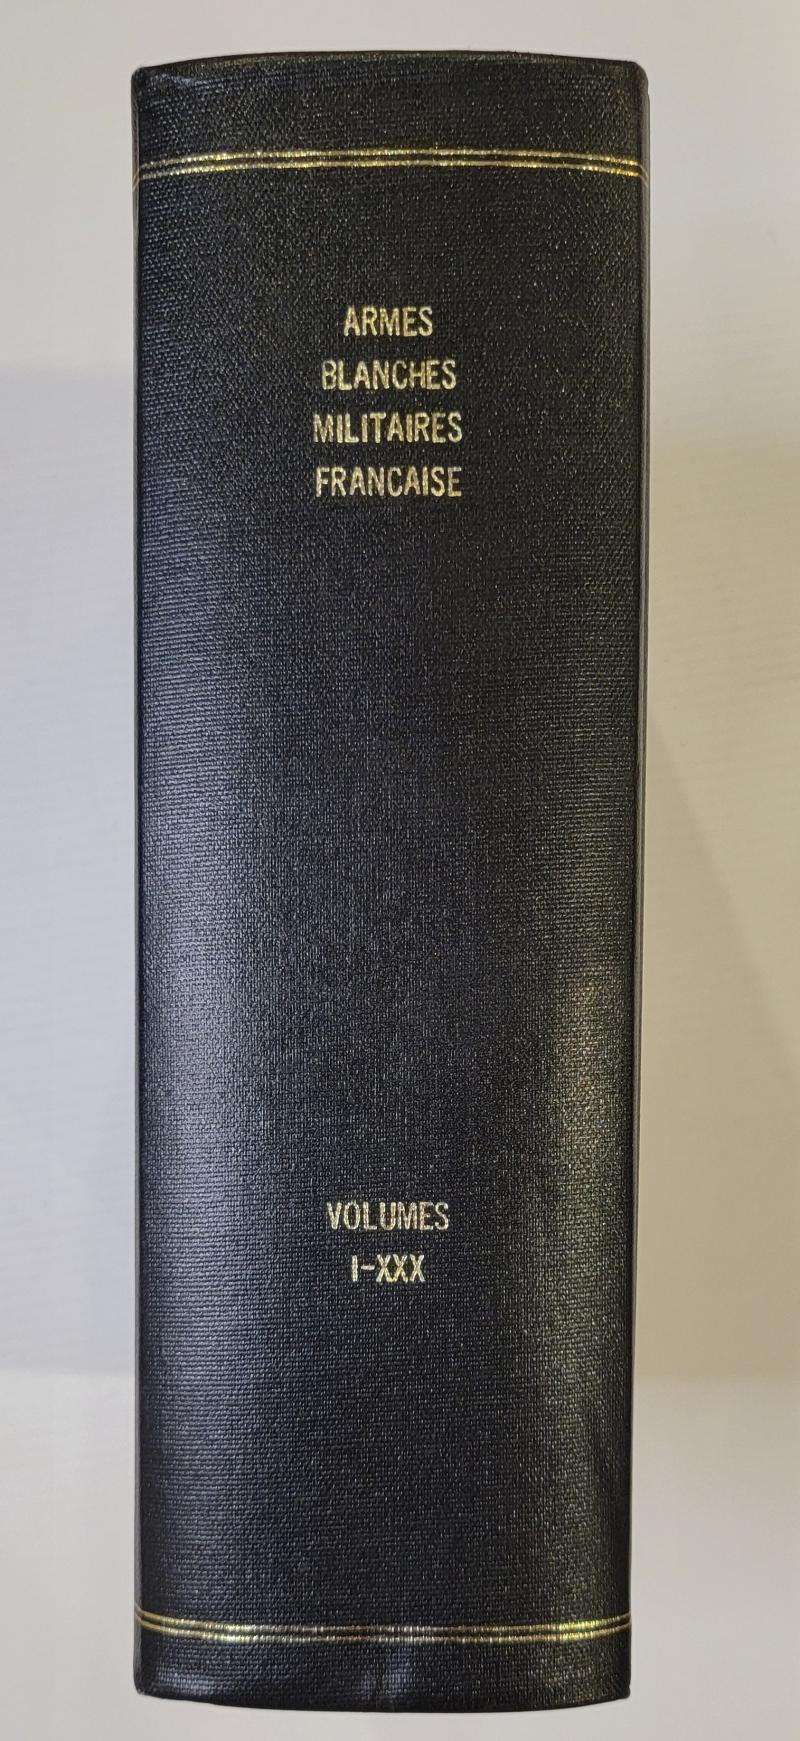 ARMES
BLANCHES
MILITAIRES
FRANCAISE
VOLUMES
I-XXX